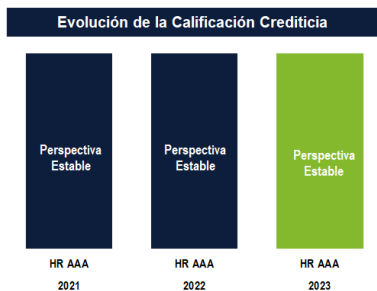 Evolución de la Calificación Crediticia
Perspectiva Estable
Perspectiva Estable
Perspectiva Estable
HR AAA HR AAA HR AAA
2021 2022 2023